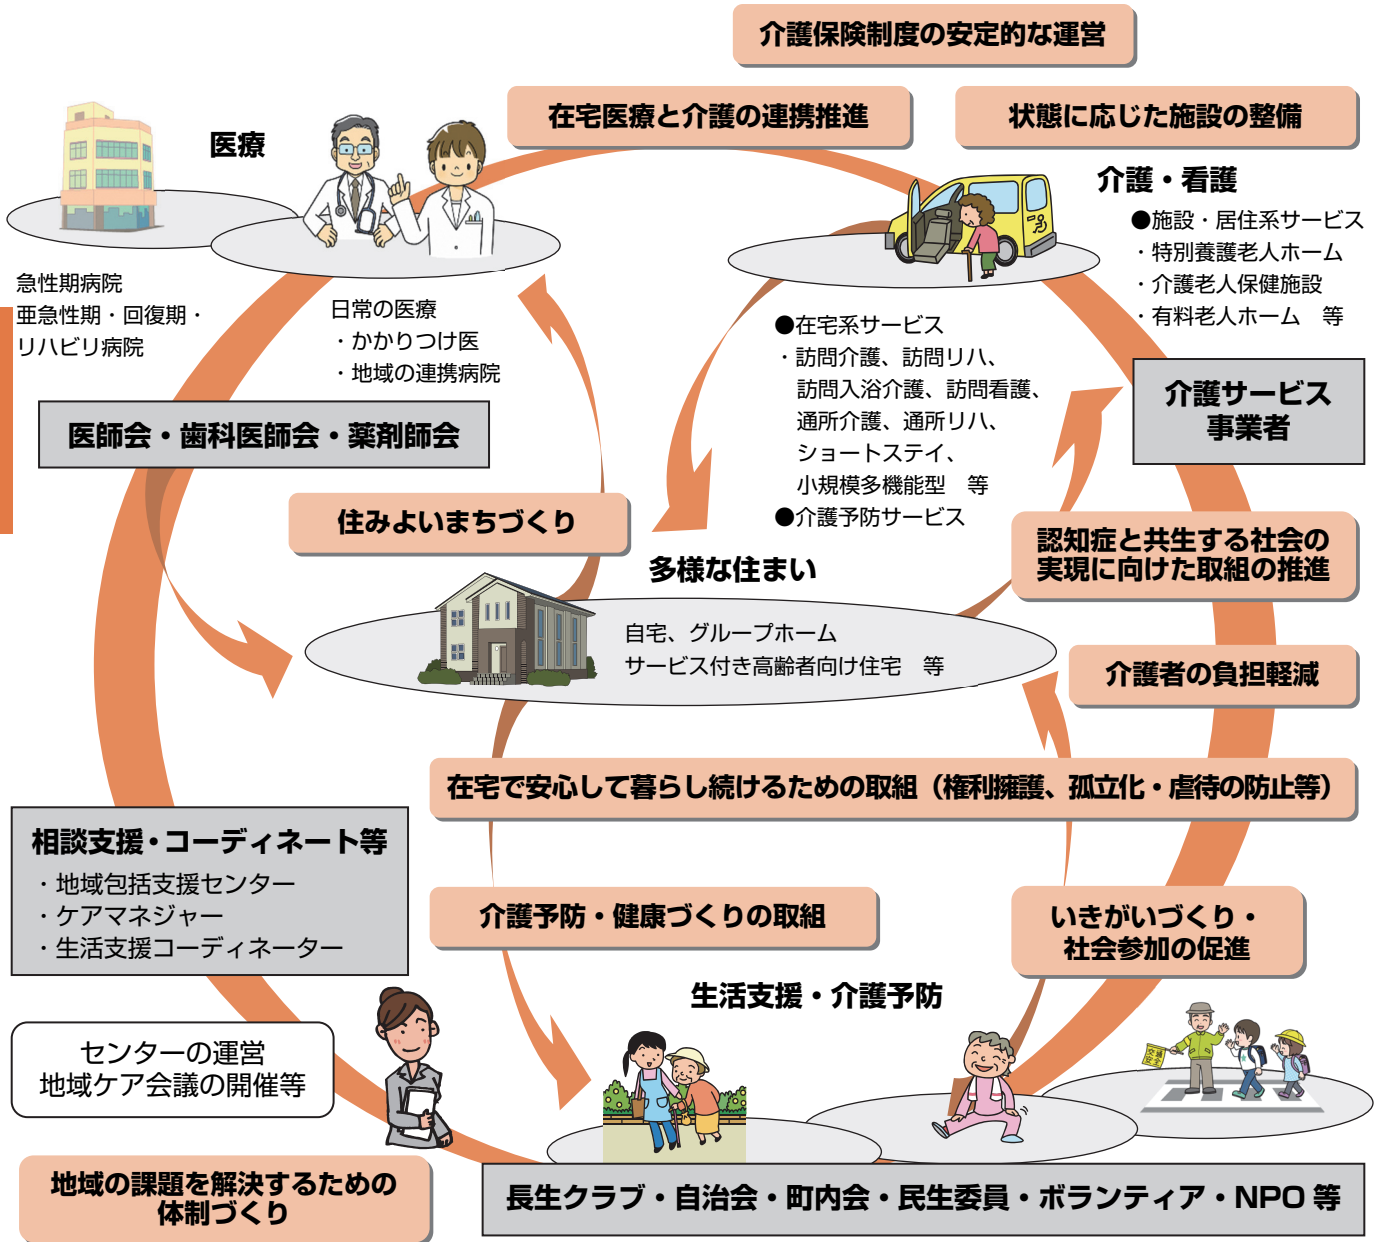 介護保険制度の安定的な運営
在宅医療と介護の連携推進
状態に応じた施設の整備
医療
介護・看護
●施設・居住系サービス
・特別養護老人ホーム
・介護老人保健施設
・有料老人ホーム　等
急性期病院
亜急性期・回復期・
リハビリ病院
日常の医療
・かかりつけ医
・地域の連携病院
●在宅系サービス
・訪問介護、訪問リハ、
訪問入浴介護、訪問看護、
通所介護、通所リハ、
ショートステイ、
小規模多機能型　等
●介護予防サービス
介護サービス
事業者
医師会・歯科医師会・薬剤師会
住みよいまちづくり
認知症と共生する社会の
実現に向けた取組の推進
多様な住まい
自宅、グループホーム
サービス付き高齢者向け住宅　等
介護者の負担軽減
在宅で安心して暮らし続けるための取組（権利擁護、孤立化・虐待の防止等）
相談支援・コーディネート等
・地域包括支援センター
・ケアマネジャー
・生活支援コーディネーター
介護予防・健康づくりの取組
いきがいづくり・
社会参加の促進
生活支援・介護予防
センターの運営
地域ケア会議の開催等
地域の課題を解決するための
体制づくり
長生クラブ・自治会・町内会・民生委員・ボランティア・NPO 等